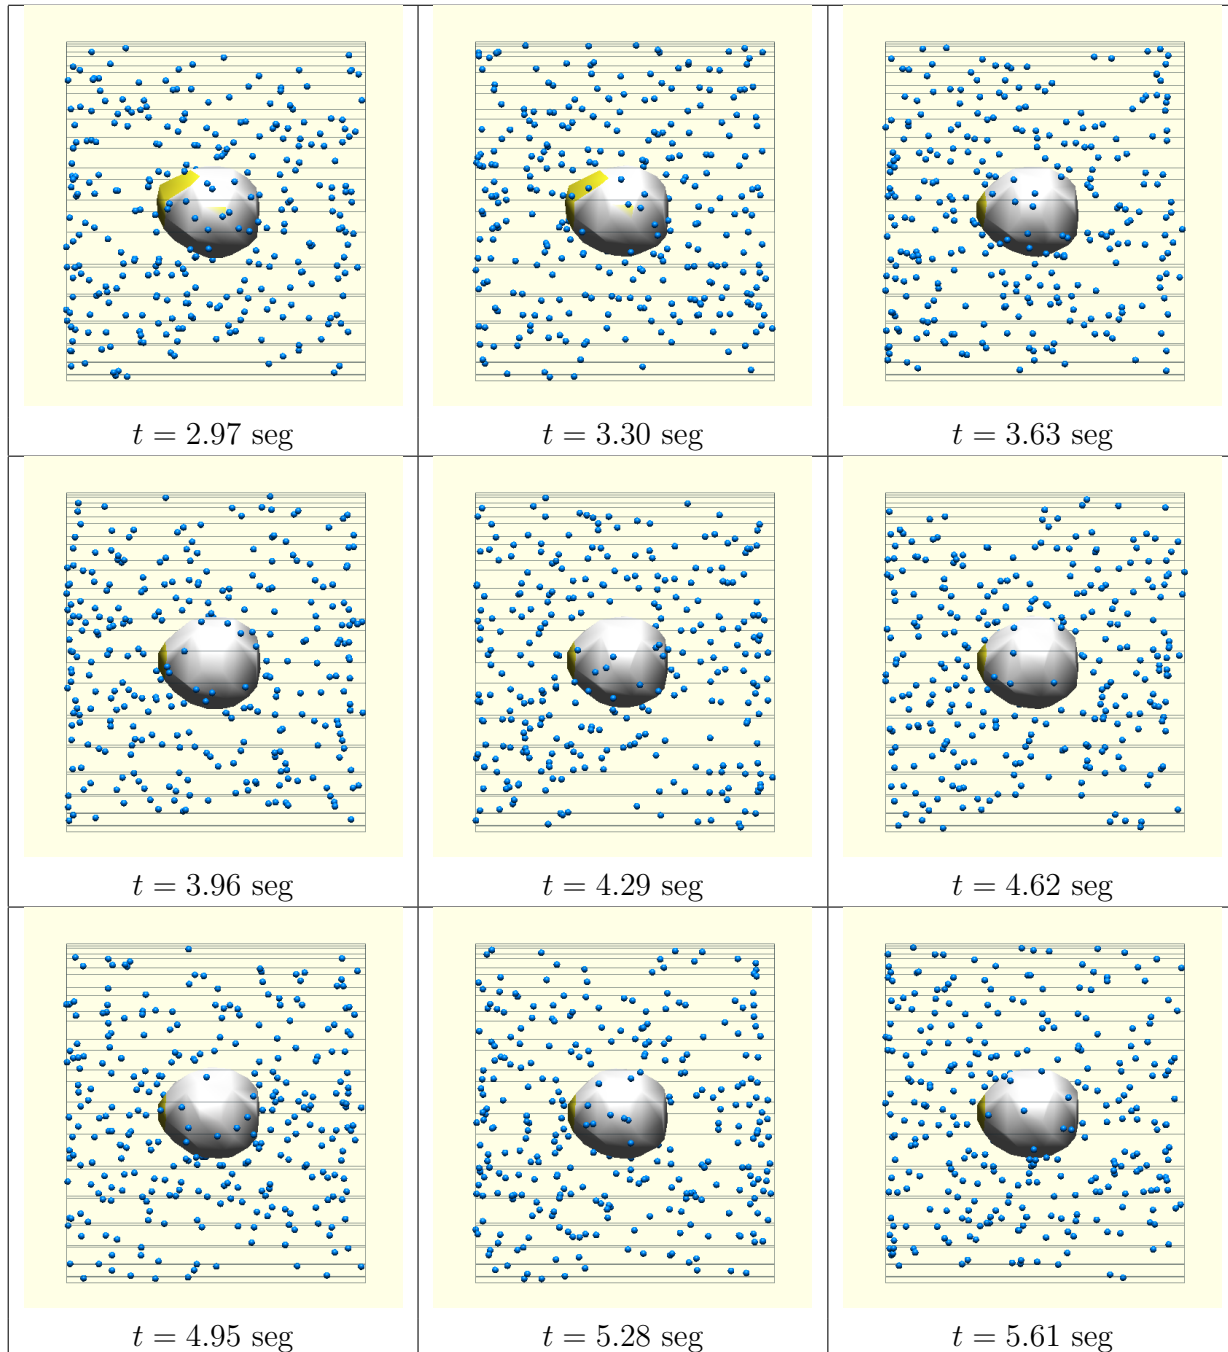 t = 2.97 seg
t = 3.30 seg
t = 3.63 seg
t = 3.96 seg
t = 4.29 seg
t = 4.62 seg
t = 4.95 seg
t = 5.28 seg
t = 5.61 seg